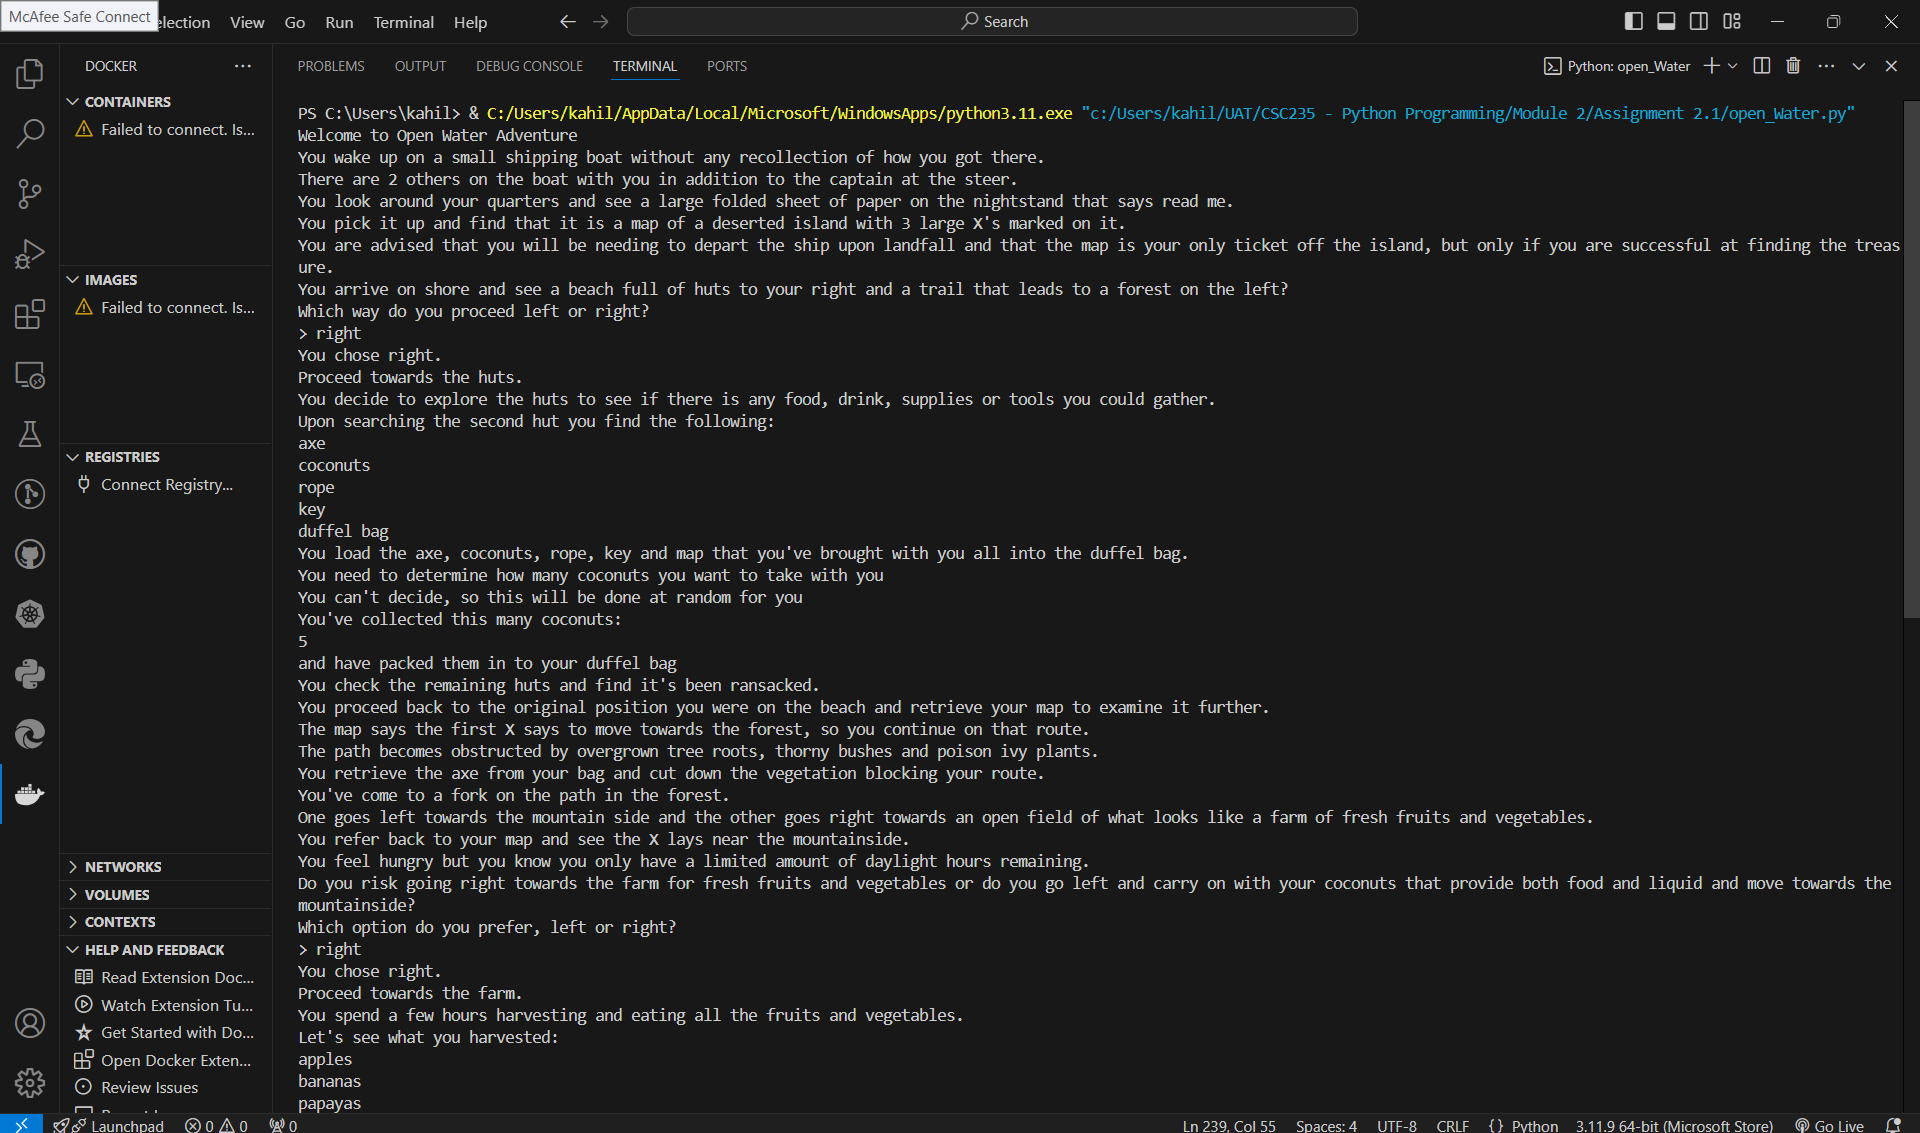 McAfee Safe Connect
election View Go Run Terminal Help
Search
DOCKER
PROBLEMS OUTPUT DEBUG CONSOLE TERMINAL PORTS
Python: open_Water
CONTAINERS
Failed to connect. Is...
IMAGES
Failed to connect. Is...
REGISTRIES
Connect Registry...
NETWORKS
VOLUMES
CONTEXTS
HELP AND FEEDBACK
Read Extension Doc...
Watch Extension Tu...
Get Started with Do...
Open Docker Exten...
Review Issues
PS C:\Users\kahil> & C:/Users/kahil/AppData/Local/Microsoft/WindowsApps/python3.11.exe "c:/Users/kahil/UAT/CSC235 - Python Programming/Module 2/Assignment 2.1/open_Water.py"
Welcome to Open Water Adventure
You wake up on a small shipping boat without any recollection of how you got there.
There are 2 others on the boat with you in addition to the captain at the steer.
You look around your quarters and see a large folded sheet of paper on the nightstand that says read me.
You pick it up and find that it is a map of a deserted island with 3 large X's marked on it.
You are advised that you will be needing to depart the ship upon landfall and that the map is your only ticket off the island, but only if you are successful at finding the treas
ure.
You arrive on shore and see a beach full of huts to your right and a trail that leads to a forest on the left?
Which way do you proceed left or right?
> right
You chose right.
Proceed towards the huts.
You decide to explore the huts to see if there is any food, drink, supplies or tools you could gather.
Upon searching the second hut you find the following:
axe
coconuts
rope
key
duffel bag
You load the axe, coconuts, rope, key and map that you've brought with you all into the duffel bag.
You need to determine how many coconuts you want to take with you
You can't decide, so this will be done at random for you
You've collected this many coconuts:
5
and have packed them in to your duffel bag
You check the remaining huts and find it's been ransacked.
You proceed back to the original position you were on the beach and retrieve your map to examine it further.
The map says the first X says to move towards the forest, so you continue on that route.
The path becomes obstructed by overgrown tree roots, thorny bushes and poison ivy plants.
You retrieve the axe from your bag and cut down the vegetation blocking your route.
You've come to a fork on the path in the forest.
One goes left towards the mountain side and the other goes right towards an open field of what looks like a farm of fresh fruits and vegetables.
You refer back to your map and see the X lays near the mountainside.
You feel hungry but you know you only have a limited amount of daylight hours remaining.
Do you risk going right towards the farm for fresh fruits and vegetables or do you go left and carry on with your coconuts that provide both food and liquid and move towards the
mountainside?
Which option do you prefer, left or right?
> right
You chose right.
Proceed towards the farm.
You spend a few hours harvesting and eating all the fruits and vegetables.
Let's see what you harvested:
apples
bananas
papayas
Launchpad 0 0 0 Ln 239, Col 55 Spaces: 4 UTF-8 CRLF {} Python 3.11.9 64-bit (Microsoft Store) Go Live